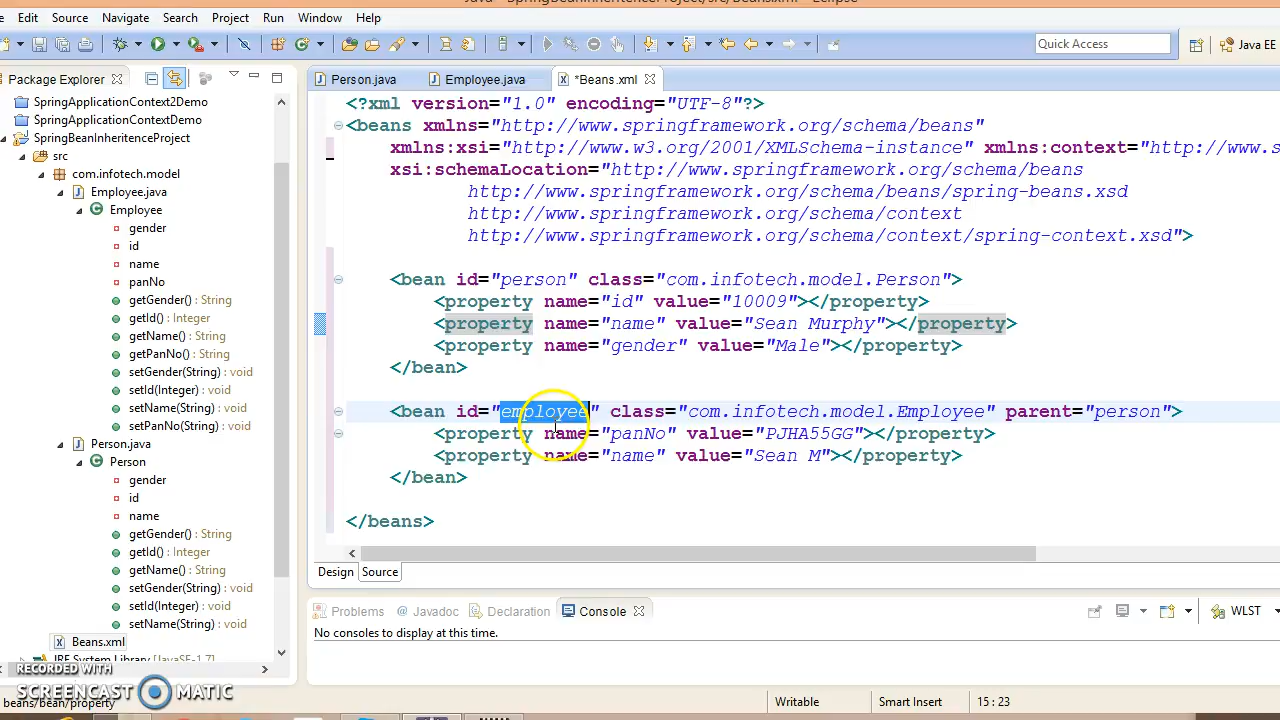 Java - SpringBeanInheritenceProject/src/Beans.xml - Eclipse
Edit Source Navigate Search Project Run Window Help
Quick Access
Java EE
Package Explorer
SpringApplicationContext2Demo
SpringApplicationContextDemo
SpringBeanInheritenceProject
src
com.infotech.model
Employee.java
Employee
gender
id
name
panNo
getGender() : String
getId() : Integer
getName() : String
getPanNo() : String
setGender(String) : void
setId(Integer) : void
setName(String) : void
setPanNo(String) : void
Person.java
Person
gender
id
name
getGender() : String
getId() : Integer
getName() : String
setGender(String) : void
setId(Integer) : void
setName(String) : void
Beans.xml
JRE System Library [JavaSE-1.7]
Person.java Employee.java *Beans.xml
<?xml version="1.0" encoding="UTF-8"?>
<beans xmlns="http://www.springframework.org/schema/beans"
xmlns:xsi="http://www.w3.org/2001/XMLSchema-instance" xmlns:context="http://www.s
xsi:schemaLocation="http://www.springframework.org/schema/beans
http://www.springframework.org/schema/beans/spring-beans.xsd
http://www.springframework.org/schema/context
http://www.springframework.org/schema/context/spring-context.xsd">
<bean id="person" class="com.infotech.model.Person">
<property name="id" value="10009"></property>
<property name="name" value="Sean Murphy"></property>
<property name="gender" value="Male"></property>
</bean>
<bean id="employee" class="com.infotech.model.Employee" parent="person">
<property name="panNo" value="PJHA55GG"></property>
<property name="name" value="Sean M"></property>
</bean>
</beans>
Design Source
Problems Javadoc Declaration Console
WLST
No consoles to display at this time.
RECORDED WITH
SCREENCAST MATIC
beans/bean/property
Writable
Smart Insert
15 : 23